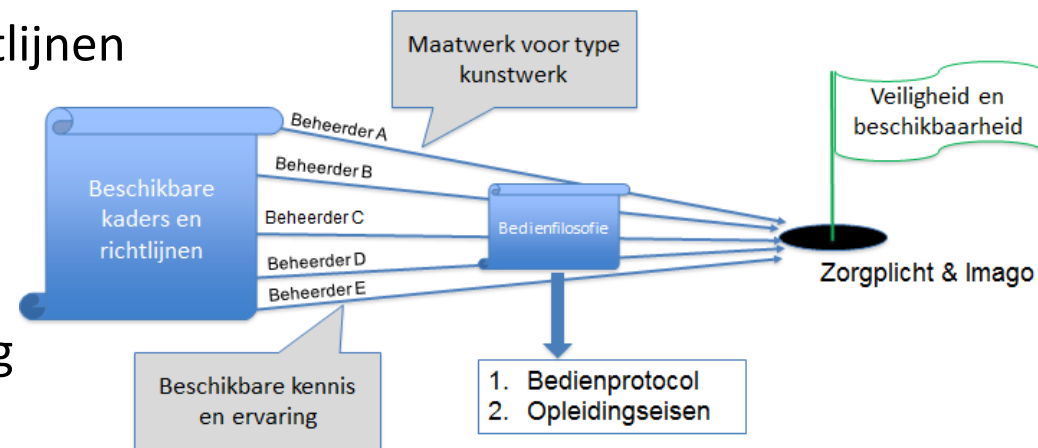 tlijnen
Maatwerk voor type
kunstwerk
Veiligheid en
beschikbaarheid
Beheerder A
Beheerder B
Beheerder C
Beheerder D
Beheerder E
Beschikbare
kaders en
richtlijnen
Bedienfilosofie
Zorgplicht & Imago
g
Beschikbare kennis
en ervaring
1. Bedienprotocol
2. Opleidingseisen